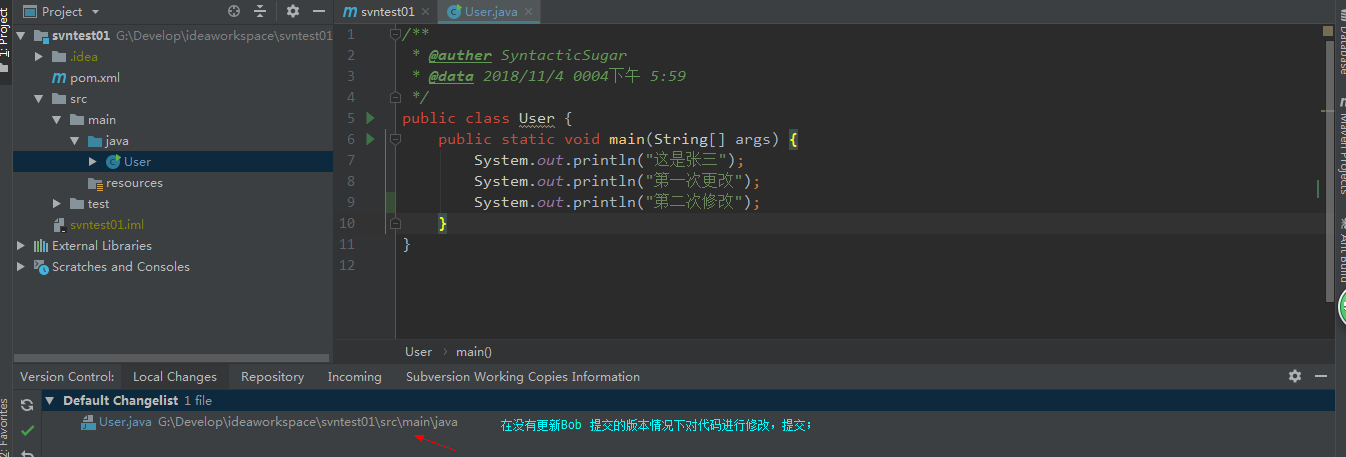 Project
svntest01
User.java
1: Project
svntest01 G:\Develop\ideaworkspace\svntest01
.idea
pom.xml
src
main
java
User
resources
test
svntest01.iml
External Libraries
Scratches and Consoles
1 /**
2 * @auther SyntacticSugar
3 * @data 2018/11/4 0004下午 5:59
4 */
5 public class User {
6 public static void main(String[] args) {
7 System.out.println("这是张三");
8 System.out.println("第一次更改");
9 System.out.println("第二次修改");
10 }
11 }
12
Database
Maven Projects
Ant Build
User main()
Version Control: Local Changes Repository Incoming Subversion Working Copies Information
Default Changelist 1 file
User.java G:\Develop\ideaworkspace\svntest01\src\main\java
在没有更新Bob 提交的版本情况下对代码进行修改，提交；
2: Favorites